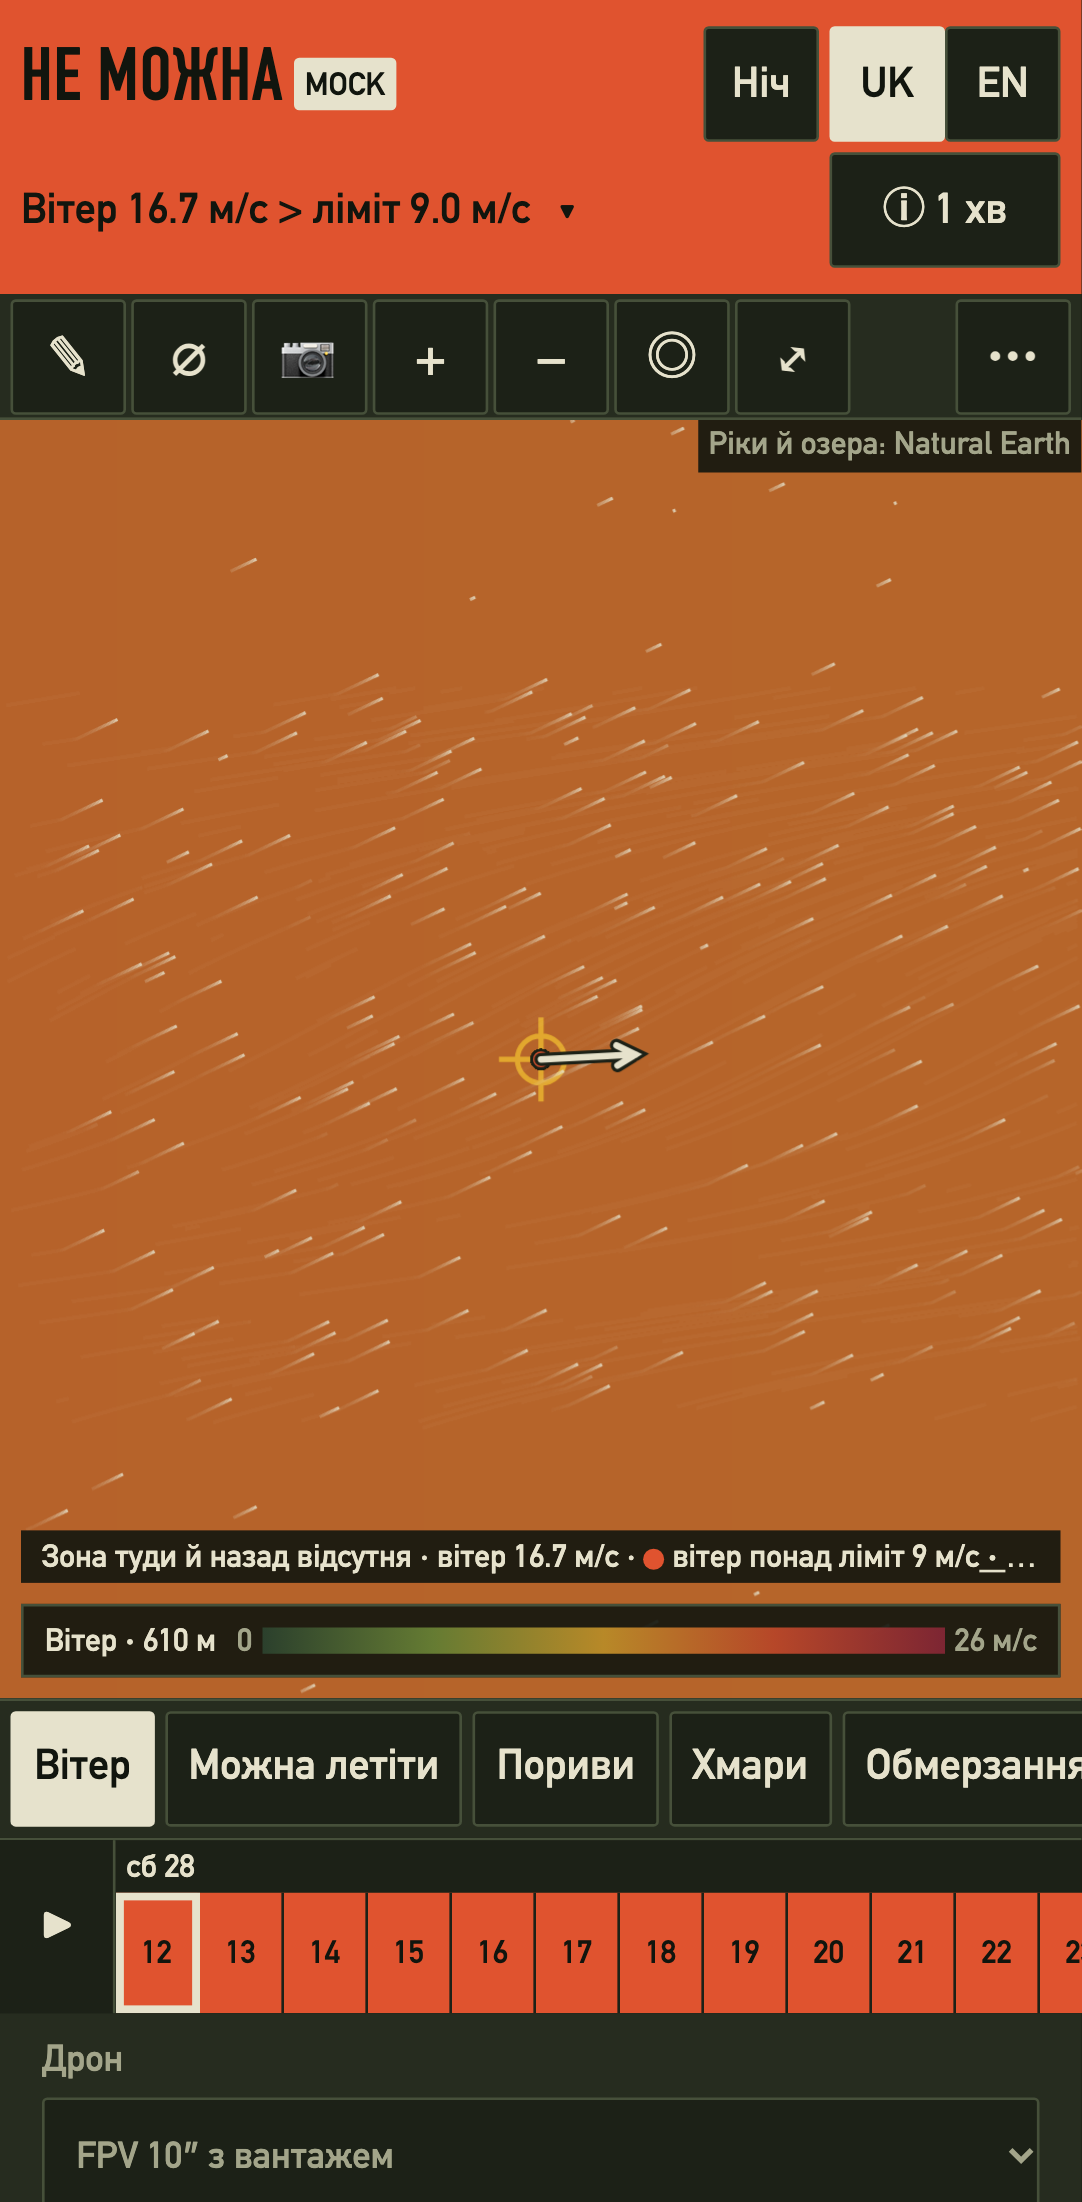 НЕ МОЖНА МОСК
Ніч UK EN
Вітер 16.7 м/с > ліміт 9.0 м/с ▼
ⓘ 1 хв
Ріки й озера: Natural Earth
Зона туди й назад відсутня · вітер 16.7 м/с · вітер понад ліміт 9 м/с · …
Вітер · 610 м 0 26 м/с
Вітер Можна летіти Пориви Хмари Обмерзання
сб 28
12 13 14 15 16 17 18 19 20 21 22
Дрон
FPV 10″ з вантажем